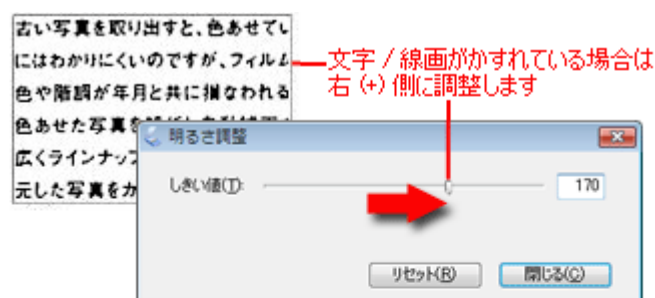 古い写真を取り出すと、色あせてい
にはわかりにくいのですが、フィルム
色や階調が年月と共に損なわれる
色あせた写真を
広くラインナップ
元した写真をカ
文字／線画がかすれている場合は
右 (+) 側に調整します
明るさ調整
しきい値(T):
170
リセット(R)
閉じる(C)